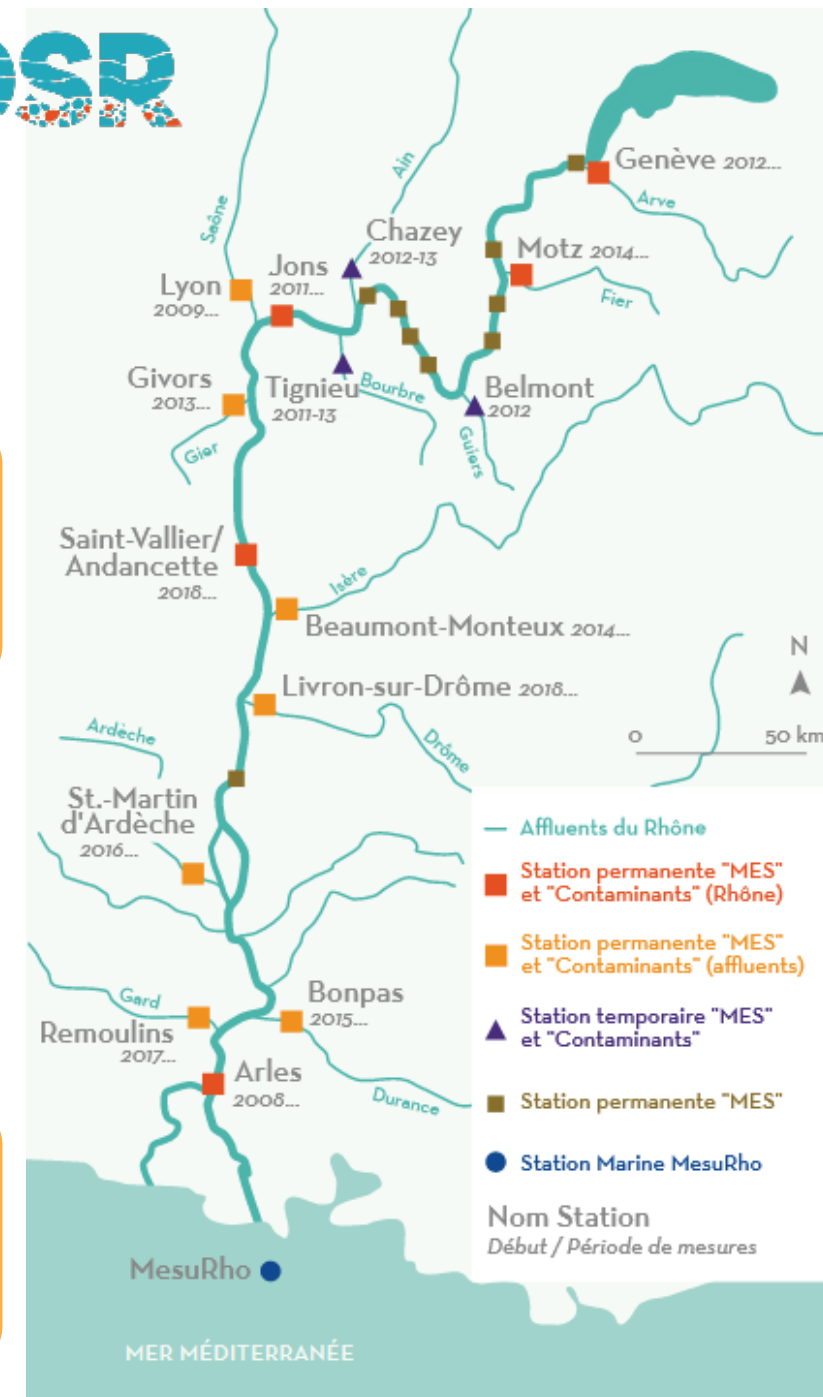 OSR
Genève 2012...
Arve
Ain
Saône
Chazey
2012-13
Motz 2014...
Fier
Jons
2011...
Lyon
2009...
Givors
2013...
Gier
Tignieu
2011-13
Bourbre
Belmont
2012
Guiers
Saint-Vallier/
Andancette
2018...
Isère
Beaumont-Monteux 2014...
Livron-sur-Drôme 2018...
Drôme
N
0 50 km
Ardèche
St.-Martin
d'Ardèche
2016...
Gard
Remoulins
2017...
Bonpas
2015...
Arles
2008...
Durance
Affluents du Rhône
Station permanente "MES"
et "Contaminants" (Rhône)
Station permanente "MES"
et "Contaminants" (affluents)
Station temporaire "MES"
et "Contaminants"
Station permanente "MES"
Station Marine MesuRho
Nom Station
Début / Période de mesures
MesuRho
MER MÉDITERRANÉE